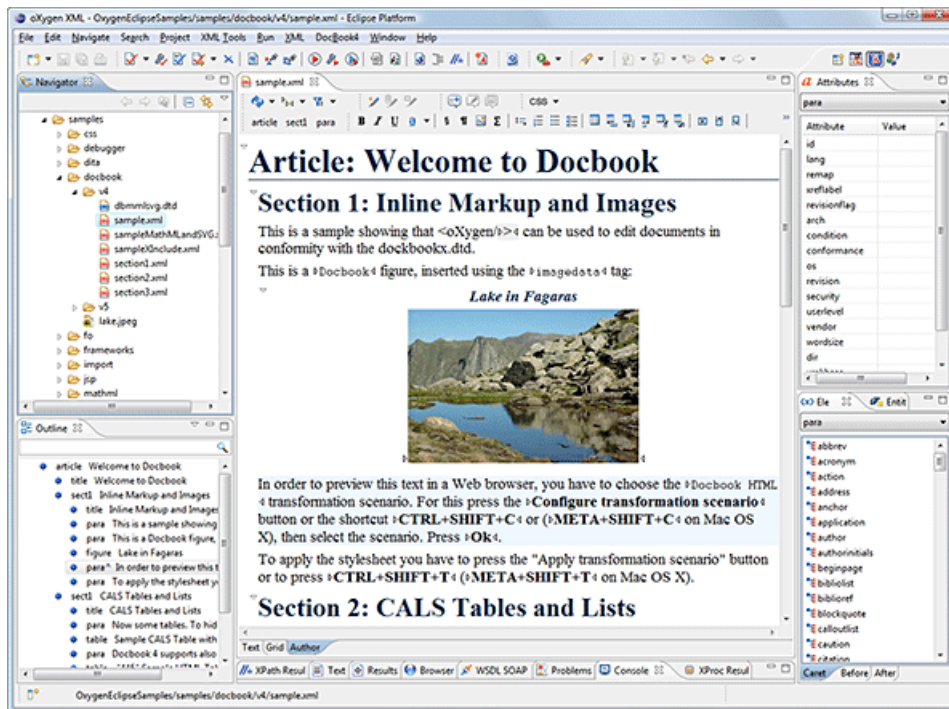 oXygen XML - OxygenEclipseSamples/samples/docbook/v4/sample.xml - Eclipse Platform
File Edit Navigate Search Project XML Tools Run XML DocBook4 Window Help
Navigator
samples
css
debugger
dita
docbook
v4
dbmmlsvg.dtd
sample.xml
sampleMathMLandSVG.
sampleXInclude.xml
section1.xml
section2.xml
section3.xml
v5
lake.jpeg
fo
frameworks
import
jsp
mathml
Outline
article Welcome to Docbook
title Welcome to Docbook
sect1 Inline Markup and Images
title Inline Markup and Images
para This is a sample showing
para This is a Docbook figure,
figure Lake in Fagaras
para* In order to preview this t
para To apply the stylesheet yo
sect1 CALS Tables and Lists
title CALS Tables and Lists
para Now some tables. To hid
table Sample CALS Table with
para Docbook 4 supports also
sample.xml
CSS
article sect1 para B I U
Article: Welcome to Docbook
Section 1: Inline Markup and Images
This is a sample showing that <oXygen/> can be used to edit documents in
conformity with the dockbookx.dtd.
This is a Docbook figure, inserted using the imagedata tag:
Lake in Fagaras
In order to preview this text in a Web browser, you have to choose the Docbook HTML
transformation scenario. For this press the Configure transformation scenario
button or the shortcut CTRL+SHIFT+C or (META+SHIFT+C on Mac OS
X), then select the scenario. Press Ok.
To apply the stylesheet you have to press the "Apply transformation scenario" button
or to press CTRL+SHIFT+T (META+SHIFT+T on Mac OS X).
Section 2: CALS Tables and Lists
Text Grid Author
XPath Resul Text Results Browser WSDL SOAP Problems Console XProc Resul
Attributes
para
Attribute Value
id
lang
remap
xreflabel
revisionflag
arch
condition
conformance
os
revision
security
userlevel
vendor
wordsize
dir
Ele Entit
para
abbrev
acronym
action
address
anchor
application
author
authorinitials
beginpage
bibliolist
biblioref
blockquote
calloutlist
caution
citation
Caret Before After
OxygenEclipseSamples/samples/docbook/v4/sample.xml